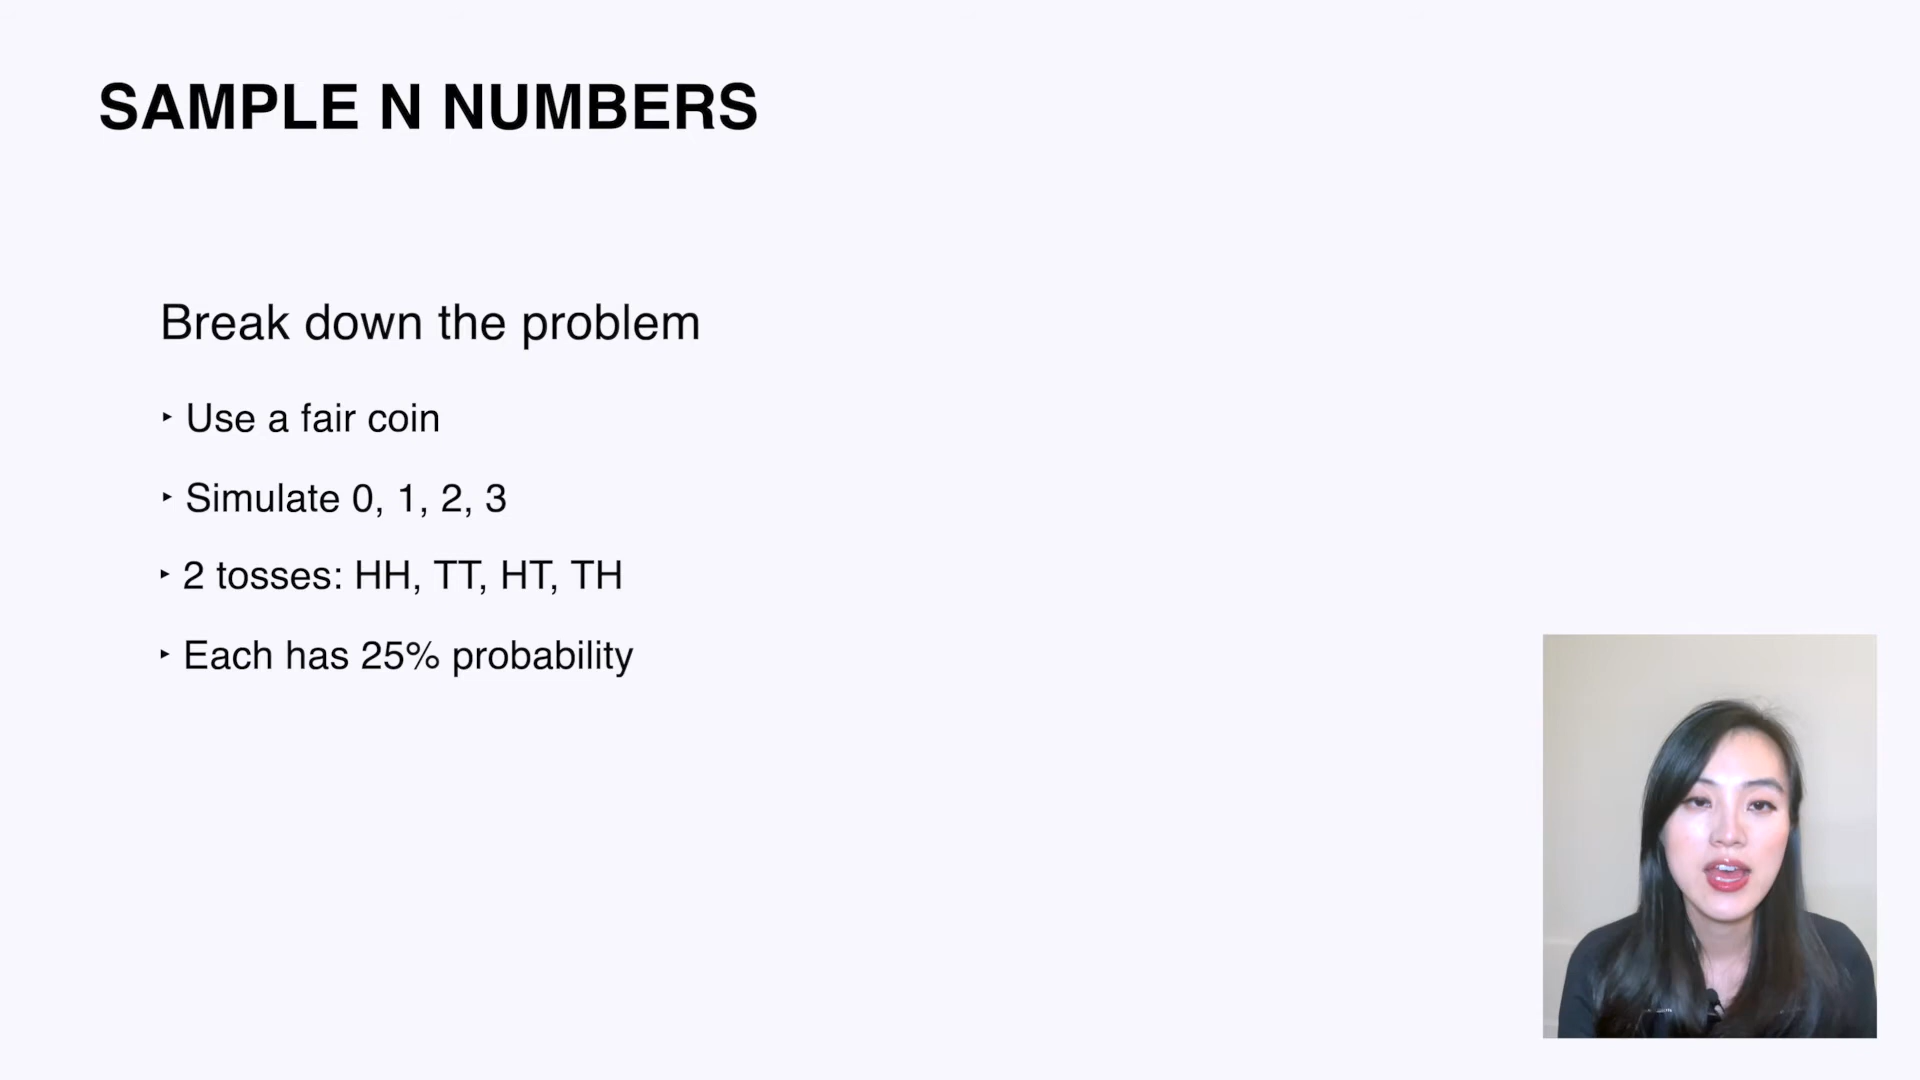 SAMPLE N NUMBERS
Break down the problem
‣ Use a fair coin
‣ Simulate 0, 1, 2, 3
‣ 2 tosses: HH, TT, HT, TH
‣ Each has 25% probability